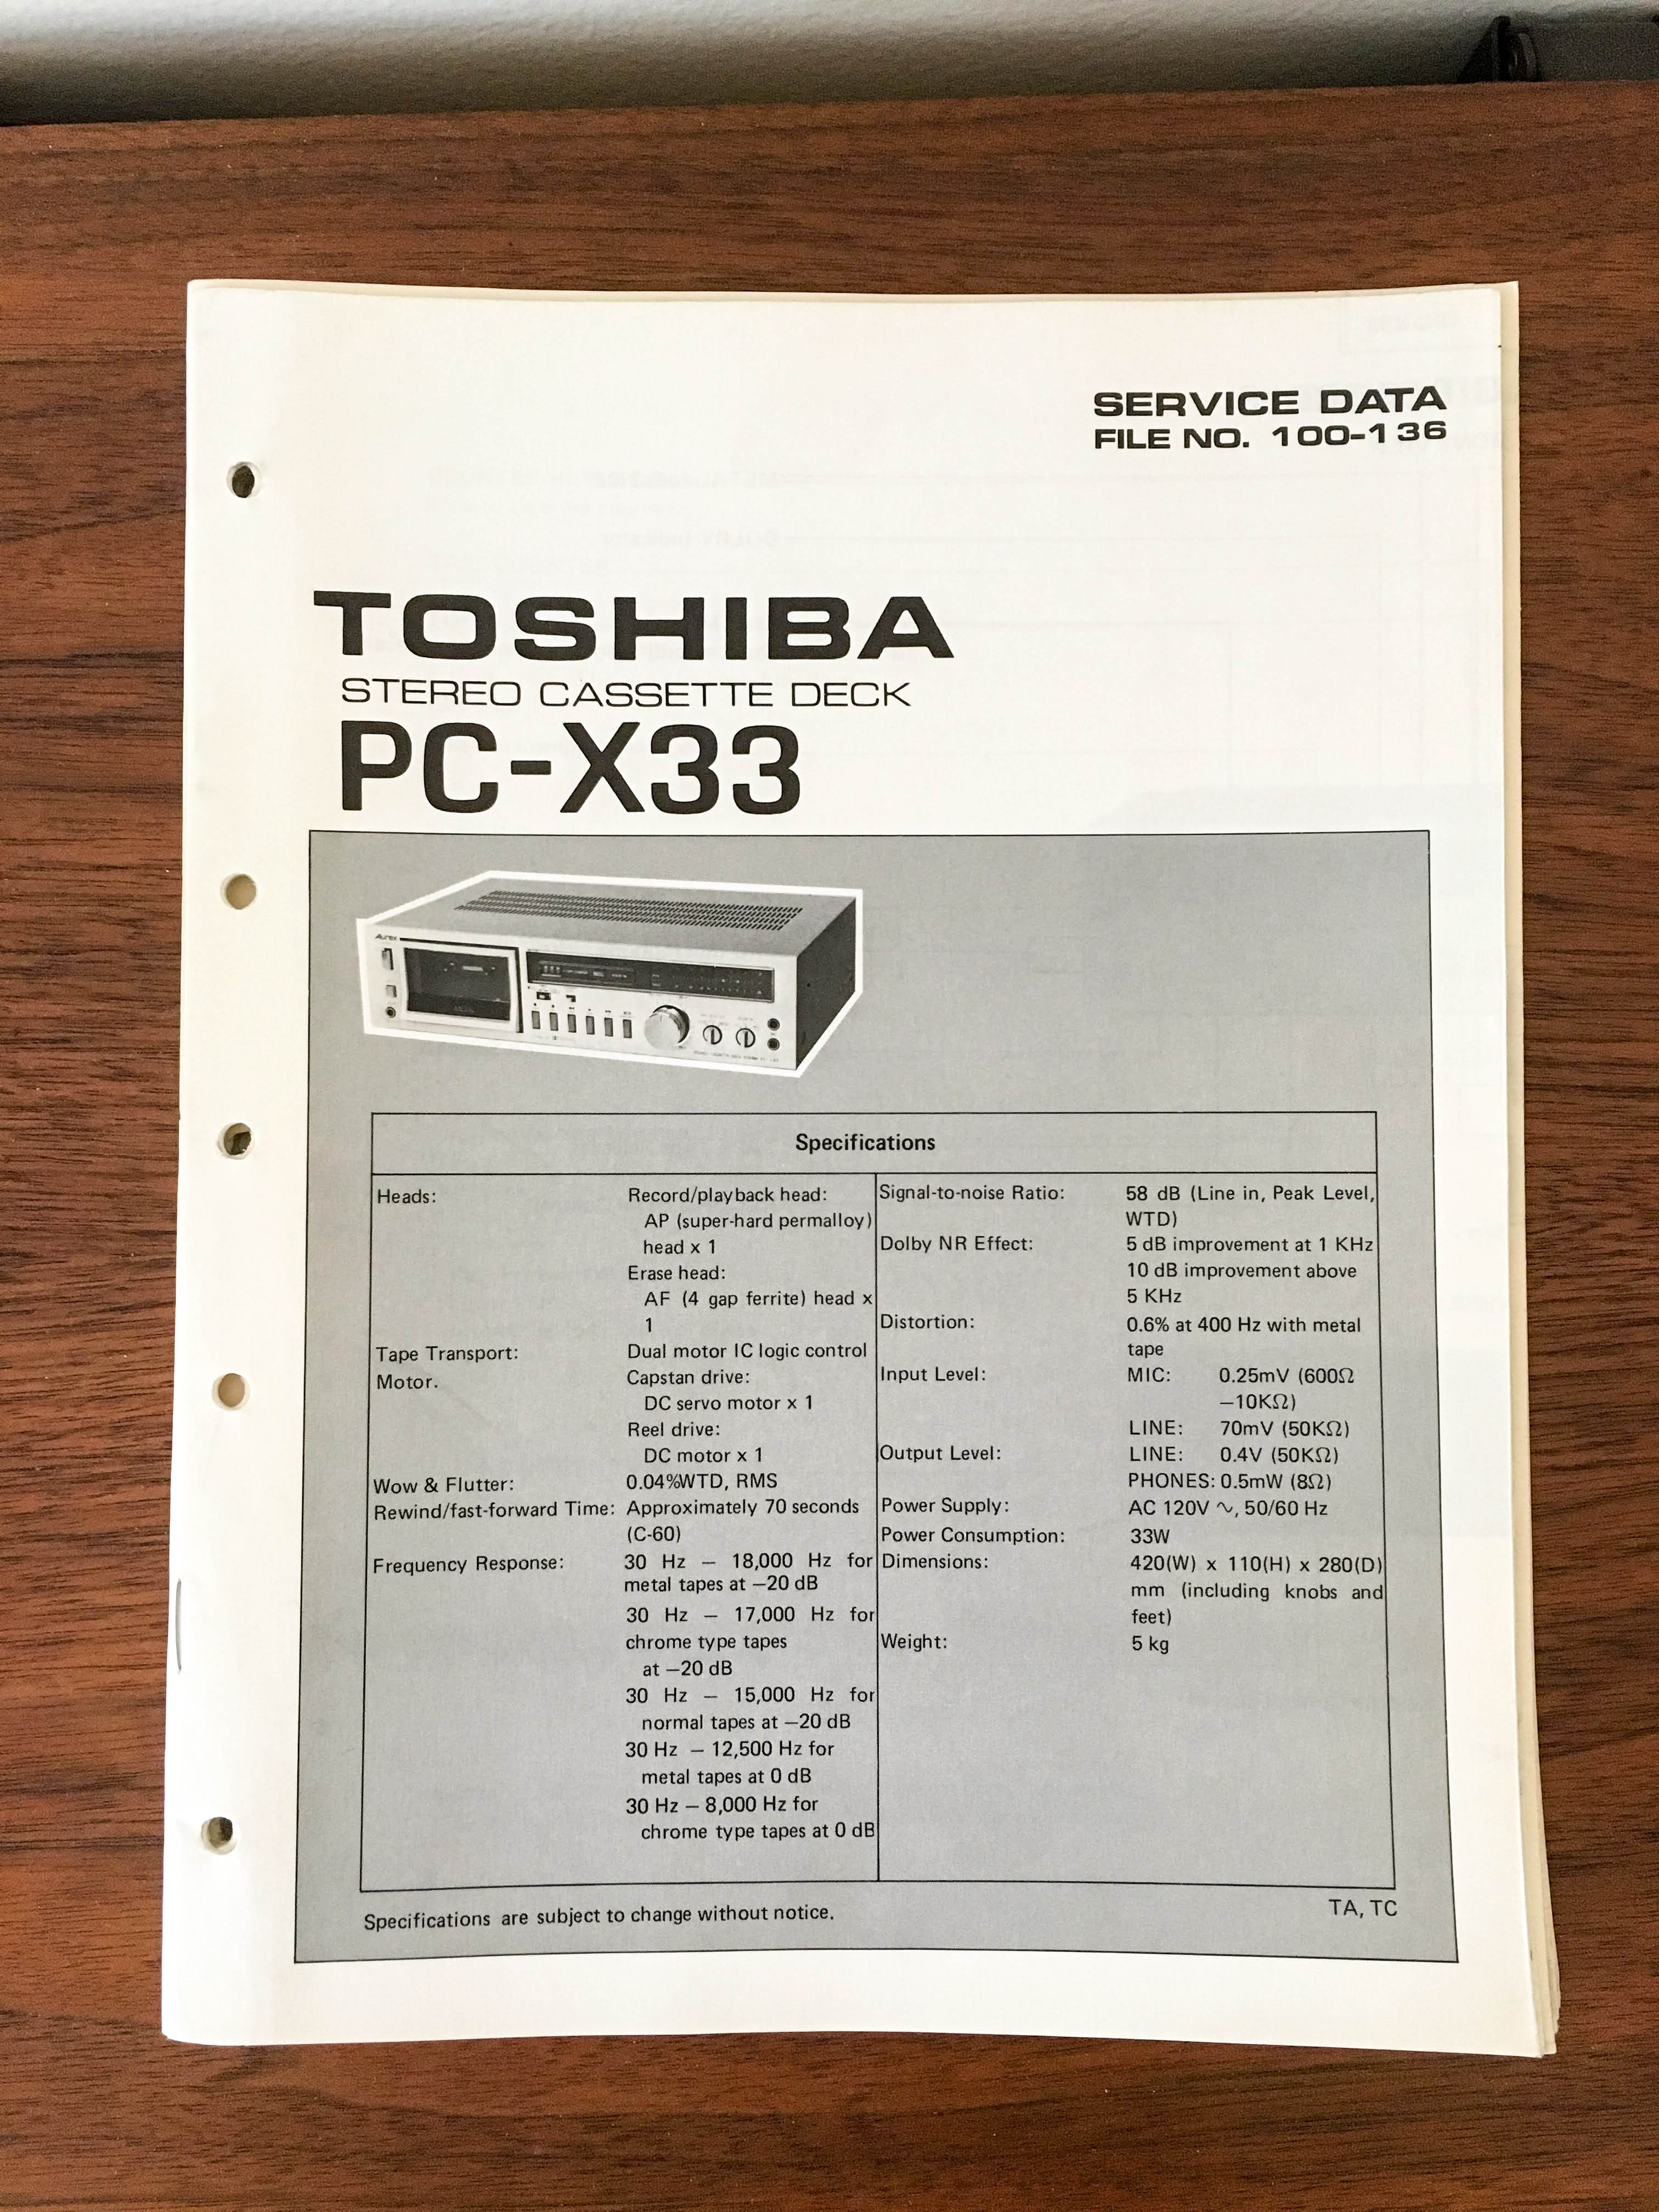 SERVICE DATA
FILE NO. 100-136
TOSHIBA
STEREO CASSETTE DECK
PC-X33
Aurex
Specifications
Heads:
Record/playback head:
AP (super-hard permalloy)
head x 1
Erase head:
AF (4 gap ferrite) head x
1
Tape Transport:
Dual motor IC logic control
Motor.
Capstan drive:
DC servo motor x 1
Reel drive:
DC motor x 1
Wow & Flutter:
0.04%WTD, RMS
Rewind/fast-forward Time:
Approximately 70 seconds
(C-60)
Frequency Response:
30 Hz – 18,000 Hz for
metal tapes at –20 dB
30 Hz – 17,000 Hz for
chrome type tapes
at –20 dB
30 Hz – 15,000 Hz for
normal tapes at –20 dB
30 Hz – 12,500 Hz for
metal tapes at 0 dB
30 Hz – 8,000 Hz for
chrome type tapes at 0 dB
Signal-to-noise Ratio:
58 dB (Line in, Peak Level,
WTD)
Dolby NR Effect:
5 dB improvement at 1 KHz
10 dB improvement above
5 KHz
Distortion:
0.6% at 400 Hz with metal
tape
Input Level:
MIC: 0.25mV (600Ω
–10KΩ)
LINE: 70mV (50KΩ)
Output Level:
LINE: 0.4V (50KΩ)
PHONES: 0.5mW (8Ω)
Power Supply:
AC 120V ∿, 50/60 Hz
Power Consumption:
33W
Dimensions:
420(W) x 110(H) x 280(D)
mm (including knobs and
feet)
Weight:
5 kg
Specifications are subject to change without notice.
TA, TC